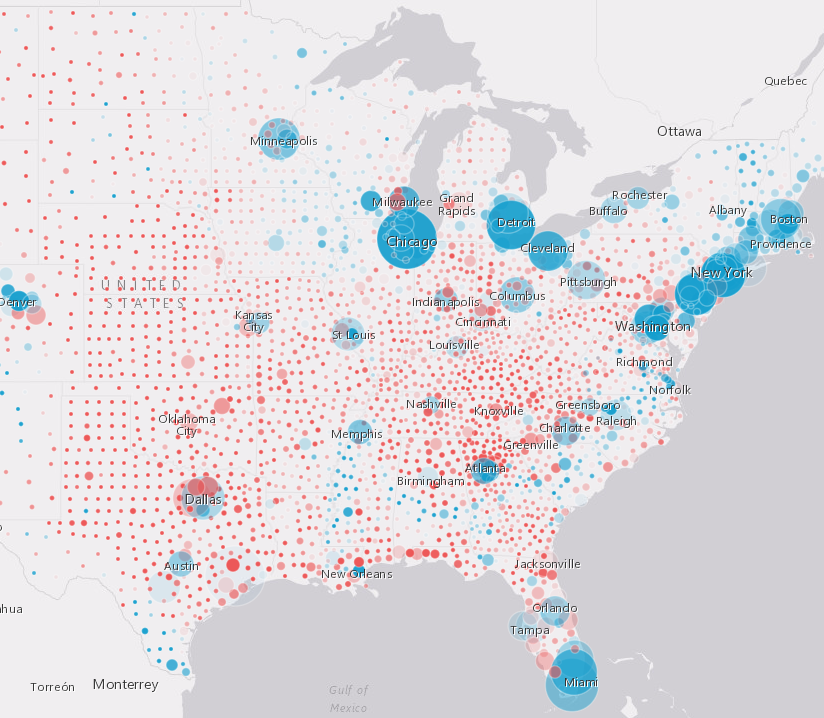 Quebec
Ottawa
Minneapolis
Milwaukee
Grand
Rapids
Rochester
Buffalo
Albany
Boston
Detroit
Chicago
Cleveland
Providence
New York
UNITED
STATES
Denver
Pittsburgh
Columbus
Indianapolis
Kansas
City
St Louis
Cincinnati
Washington
Louisville
Richmond
Norfolk
Nashville
Knoxville
Greensboro
Oklahoma
City
Raleigh
Memphis
Charlotte
Greenville
Atlanta
Birmingham
Dallas
Austin
New Orleans
Jacksonville
hua
Orlando
Tampa
Torreón
Monterrey
Miami
Gulf of
Mexico